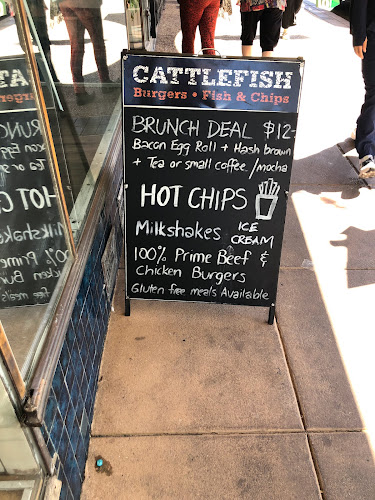 CATTLEFISH
Burgers • Fish & Chips
BRUNCH DEAL $12-
Bacon Egg Roll + Hash brown
+ Tea or small coffee/mocha
HOT CHIPS
Milkshakes ICE CREAM
100% Prime Beef &
Chicken Burgers
Gluten free meals Available